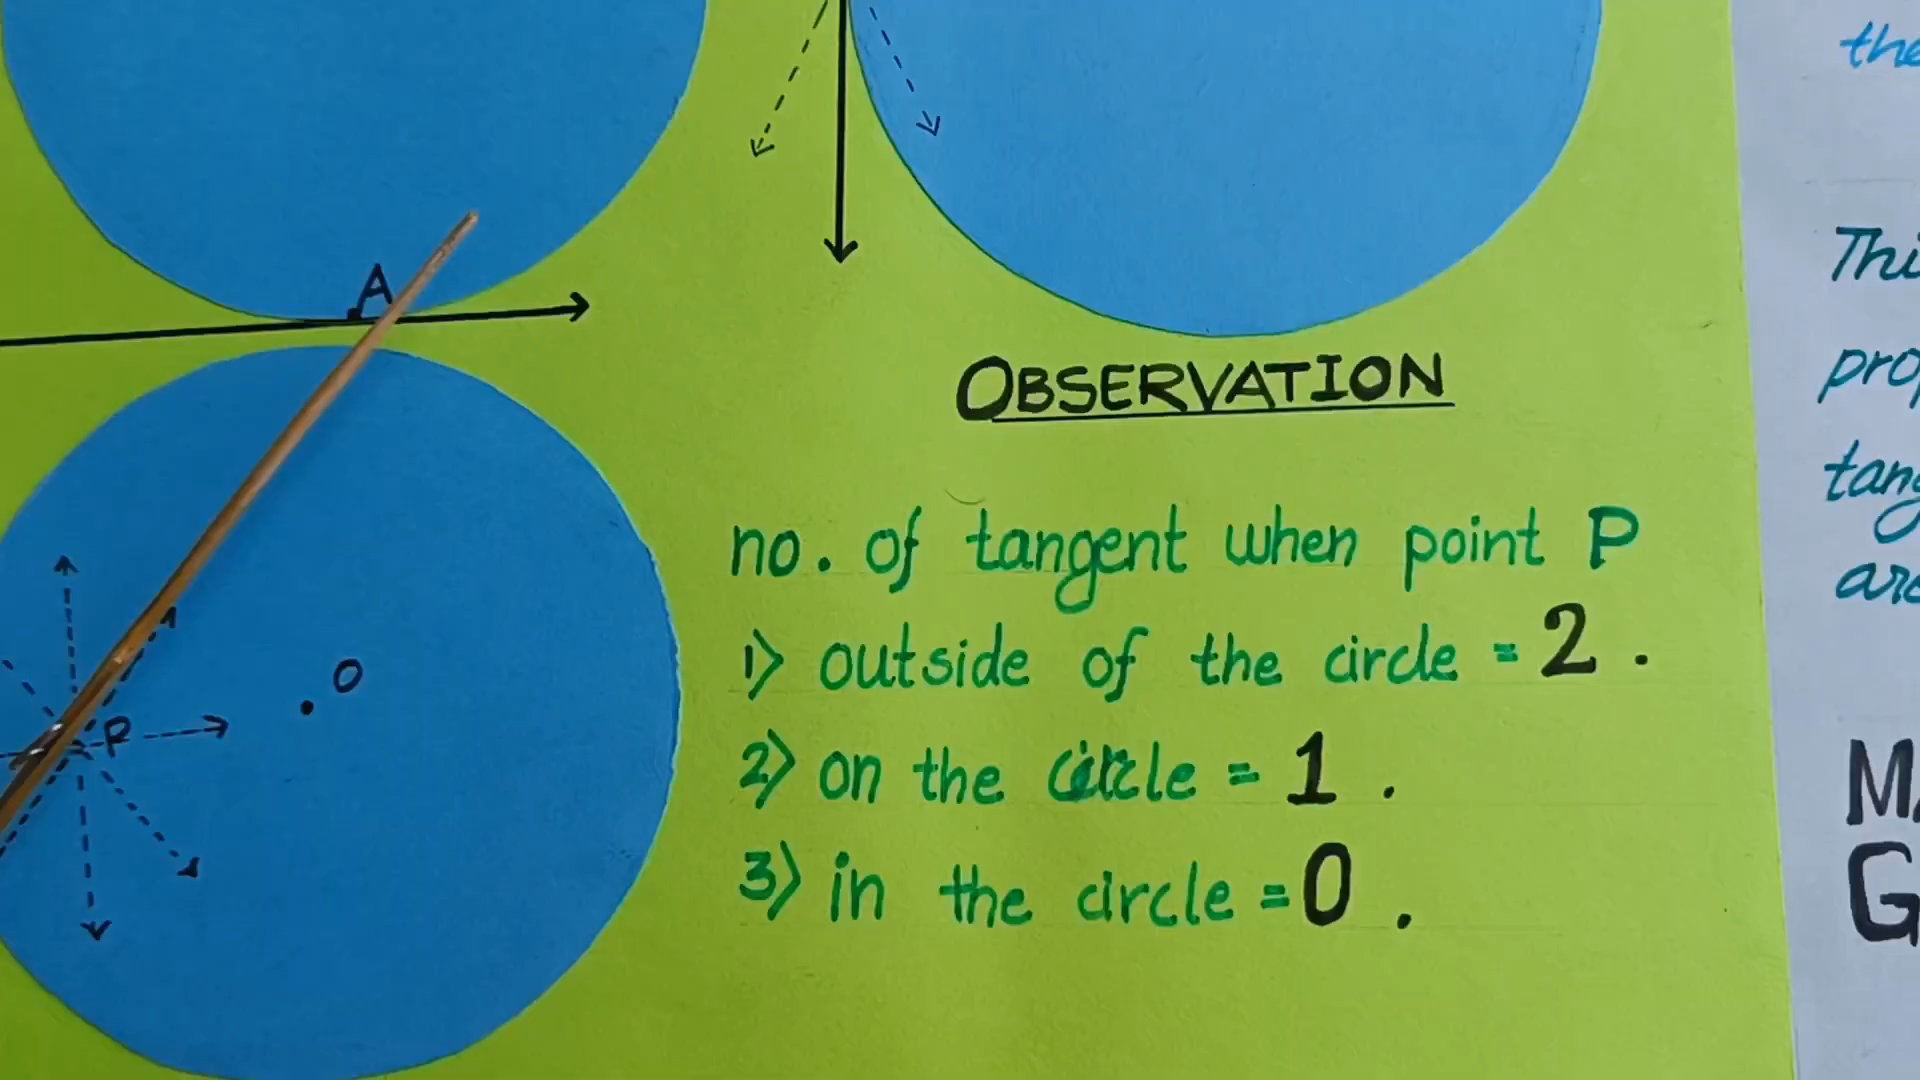 A
O
P
OBSERVATION
no. of tangent when point P
1) outside of the circle = 2 .
2) on the circle = 1 .
3) in the circle = 0 .
the